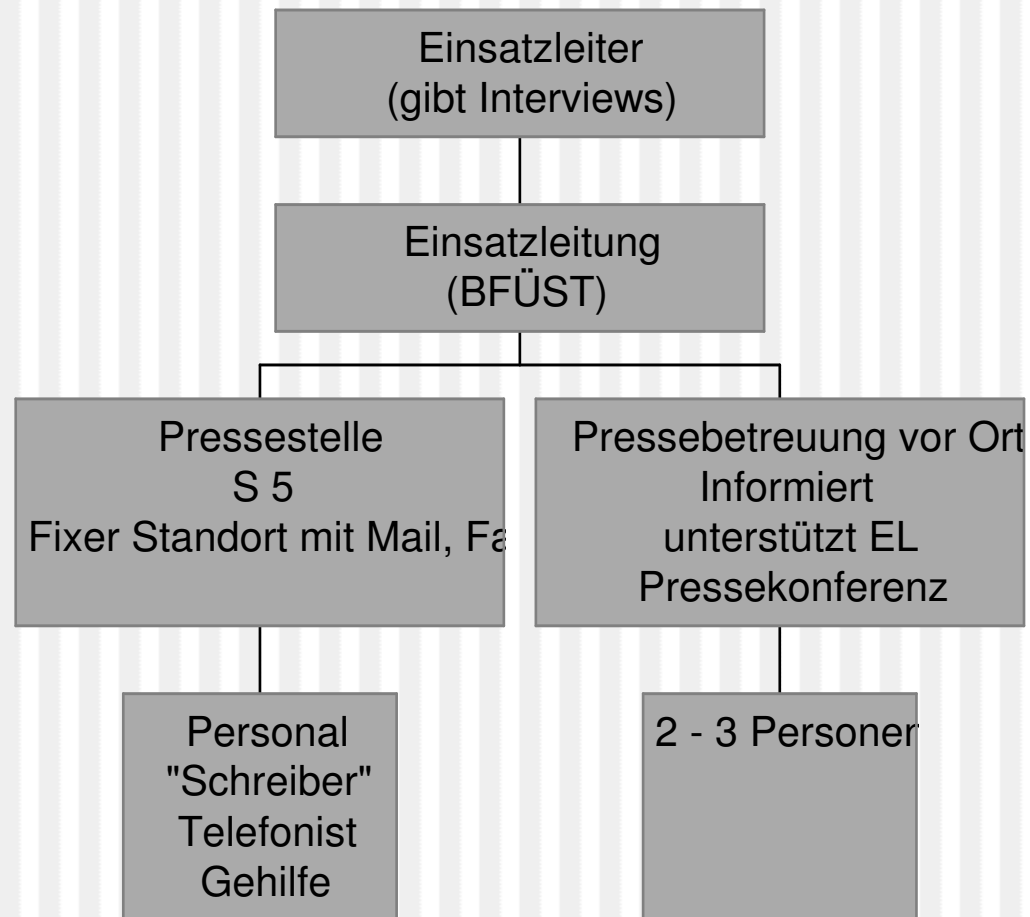 Einsatzleiter
(gibt Interviews)
Einsatzleitung
(BFÜST)
Pressestelle
S 5
Fixer Standort mit Mail,
Pressebetreuung vor Ort
Informiert
unterstützt EL
Pressekonferenz
Personal
"Schreiber"
Telefonist
Gehilfe
2 - 3 Personen